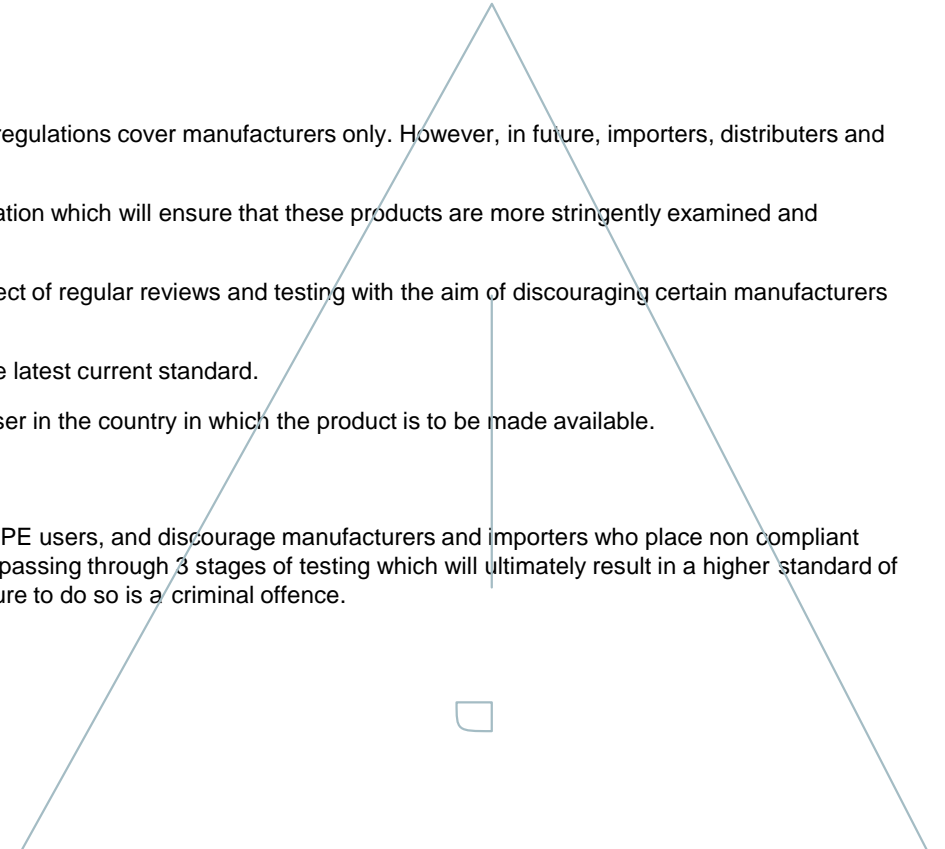 regulations cover manufacturers only. However, in future, importers, distributers and
ation which will ensure that these products are more stringently examined and
ect of regular reviews and testing with the aim of discouraging certain manufacturers
e latest current standard.
ser in the country in which the product is to be made available.
PE users, and discourage manufacturers and importers who place non compliant
passing through 3 stages of testing which will ultimately result in a higher standard of
ure to do so is a criminal offence.